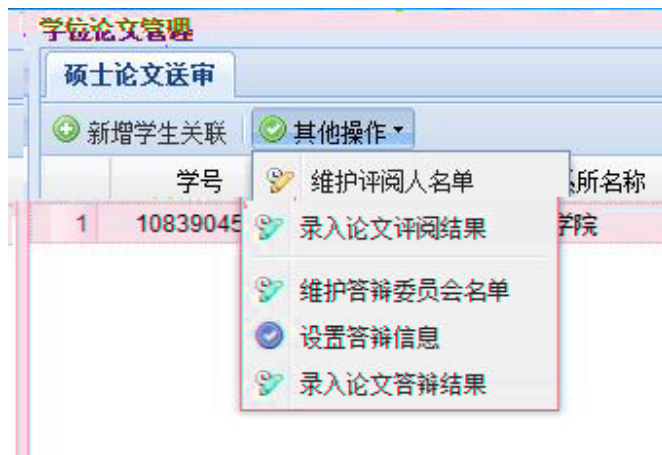 学位论文管理
硕士论文送审
新增学生关联 其他操作
学号 所名称
维护评阅人名单
1 10839045 学院
录入论文评阅结果
维护答辩委员会名单
设置答辩信息
录入论文答辩结果